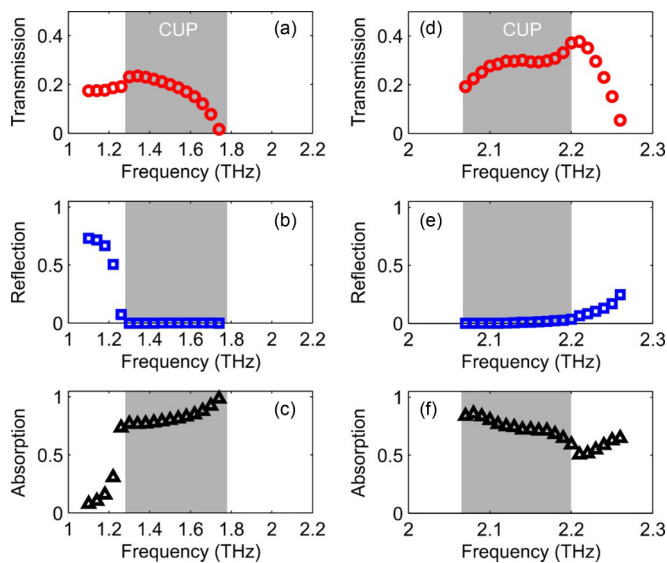 Transmission
0.4
0.2
0
CUP
(a)
1 1.2 1.4 1.6 1.8 2 2.2
Frequency (THz)
Transmission
0.4
0.2
0
CUP
(d)
2 2.1 2.2 2.3
Frequency (THz)
Reflection
1
0.5
0
(b)
1 1.2 1.4 1.6 1.8 2 2.2
Frequency (THz)
Reflection
1
0.5
0
(e)
2 2.1 2.2 2.3
Frequency (THz)
Absorption
1
0.5
0
(c)
1 1.2 1.4 1.6 1.8 2 2.2
Frequency (THz)
Absorption
1
0.5
0
(f)
2 2.1 2.2 2.3
Frequency (THz)